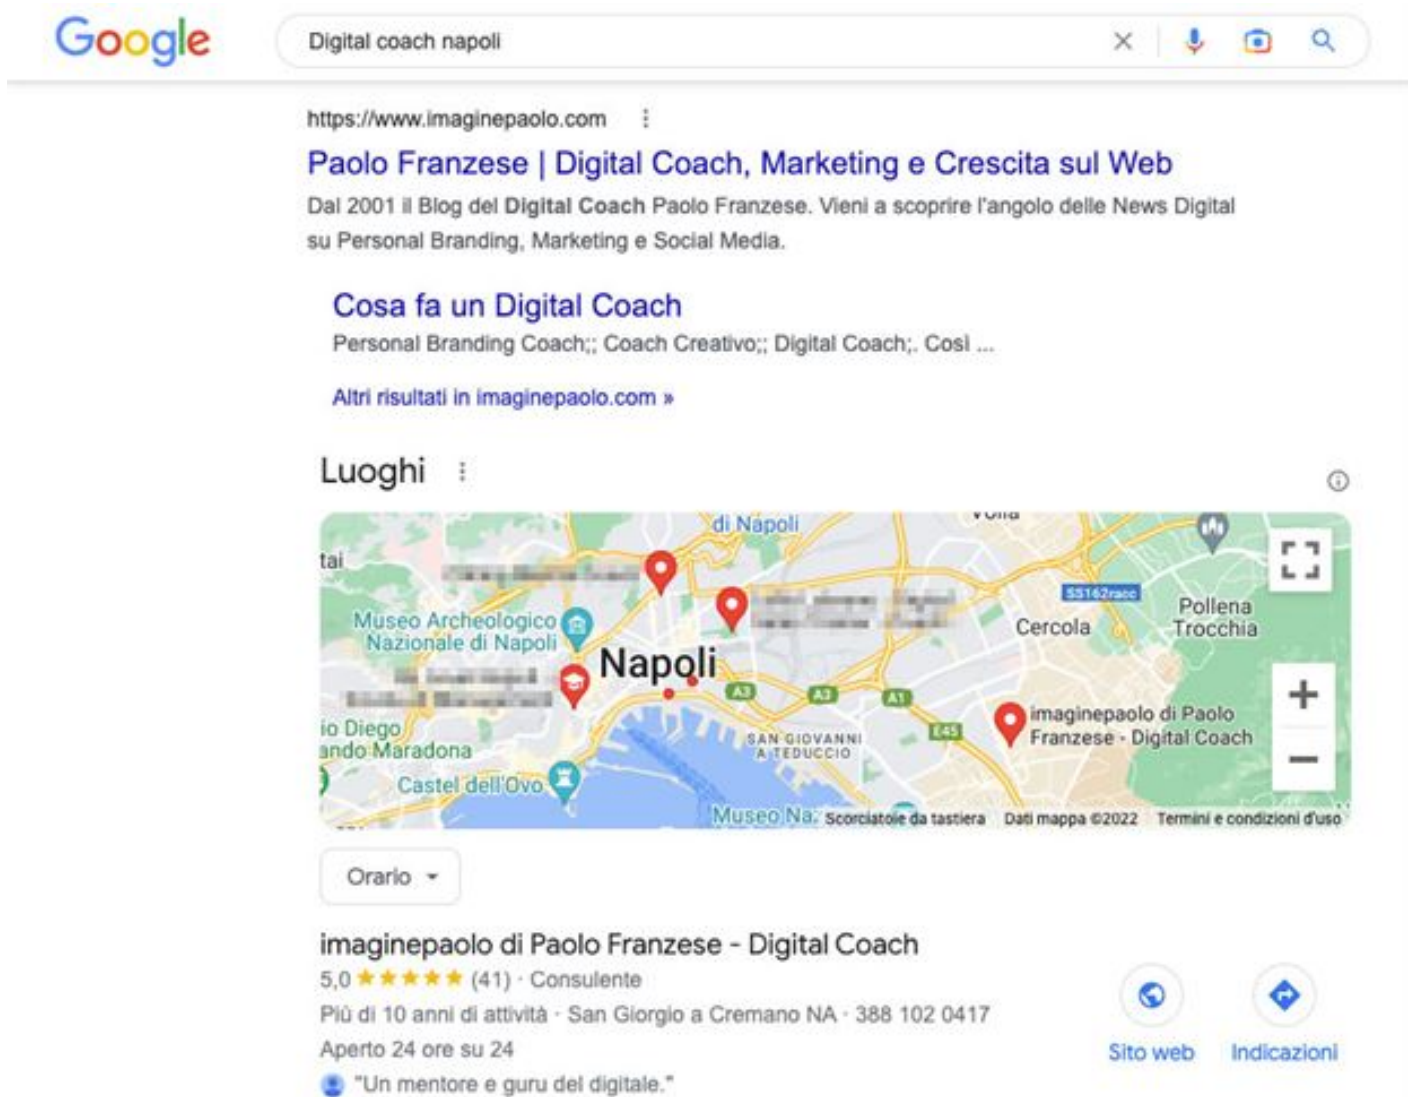 Google
Digital coach napoli
https://www.imaginepaolo.com
Paolo Franzese | Digital Coach, Marketing e Crescita sul Web
Dal 2001 il Blog del Digital Coach Paolo Franzese. Vieni a scoprire l'angolo delle News Digital
su Personal Branding, Marketing e Social Media.
Cosa fa un Digital Coach
Personal Branding Coach;; Coach Creativo;; Digital Coach;. Così ...
Altri risultati in imaginepaolo.com »
Luoghi
di Napoli
tai
SS162racc
Museo Archeologico
Nazionale di Napoli
Pollena
Trocchia
Cercola
Napoli
A3
A3
A1
E45
imaginepaolo di Paolo
Franzese - Digital Coach
io Diego
ando Maradona
SAN GIOVANNI
A TEDUCCIO
Castel dell'Ovo
Museo Na
Scorciatoie da tastiera
Dati mappa ©2022
Termini e condizioni d'uso
Orario
imaginepaolo di Paolo Franzese - Digital Coach
5,0 (41) · Consulente
Più di 10 anni di attività · San Giorgio a Cremano NA · 388 102 0417
Aperto 24 ore su 24
Sito web
Indicazioni
"Un mentore e guru del digitale."